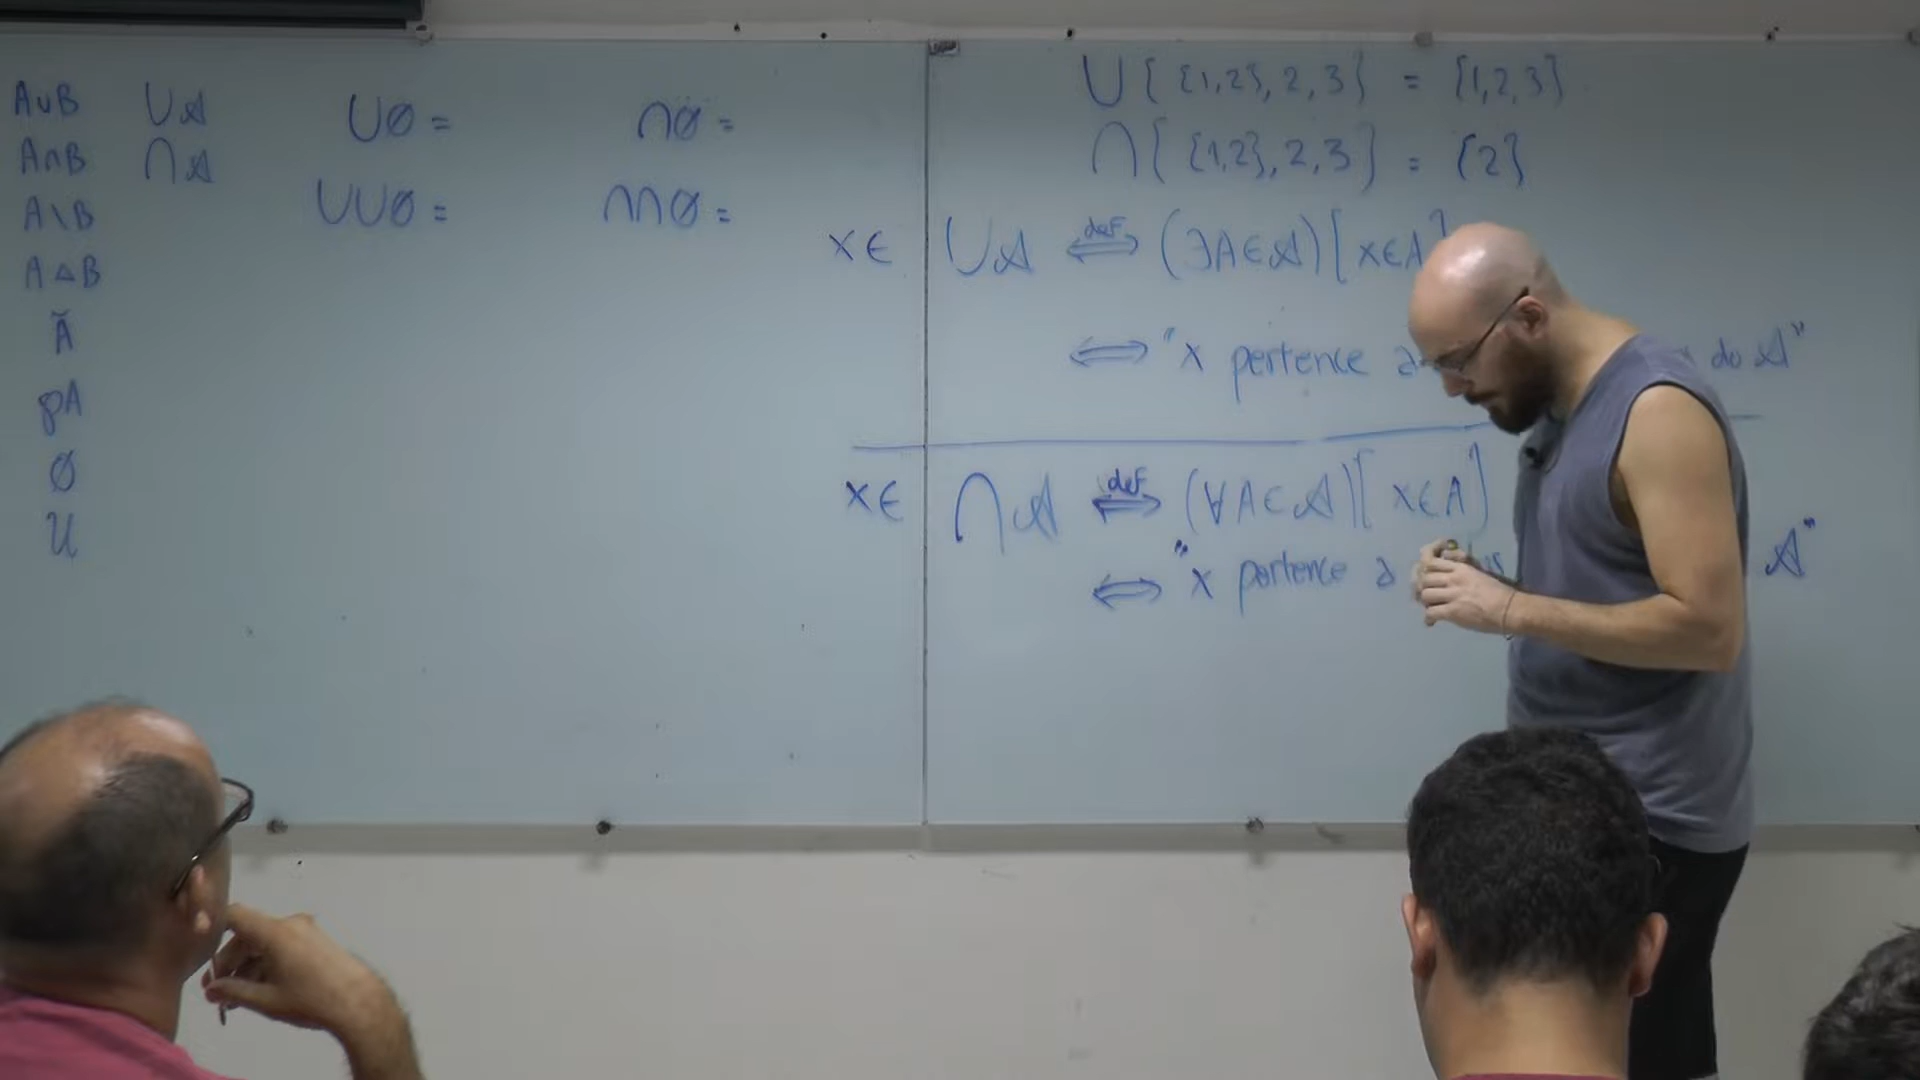 A∪B
A∩B
A\B
A△B
Ã
℘A
∅
𝒰
∪𝒜
∩𝒜
∪∅ =
∪∪∅ =
∩∅ =
∩∩∅ =
∪{ {1,2}, 2, 3 } = {1,2,3}
∩{ {1,2}, 2, 3 } = {2}
x∈ ∪𝒜 ⟺ def (∃A∈𝒜)[x∈A]
⟺ "x pertence a do 𝒜"
x∈ ∩𝒜 ⟺ def (∀A∈𝒜)[x∈A]
⟺ "x pertence a 𝒜"